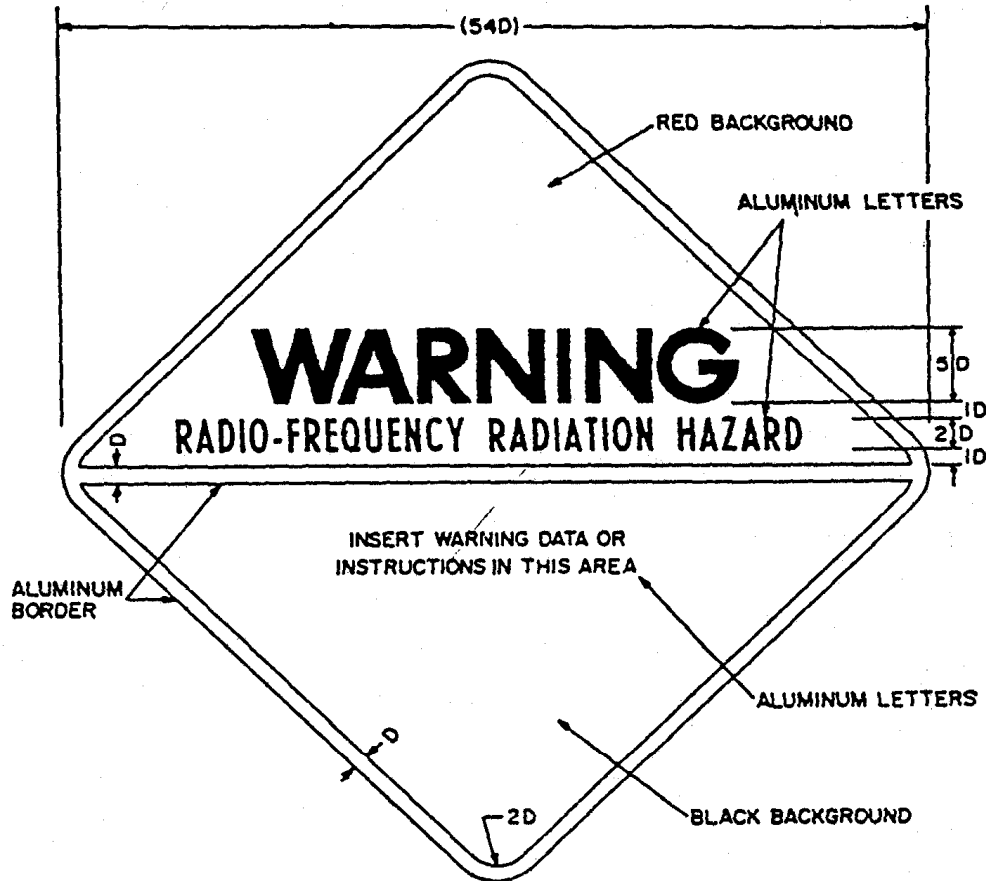 (54D)
RED BACKGROUND
ALUMINUM LETTERS
WARNING
5D
1D
RADIO-FREQUENCY RADIATION HAZARD
2D
1D
D
INSERT WARNING DATA OR
INSTRUCTIONS IN THIS AREA
ALUMINUM
BORDER
ALUMINUM LETTERS
D
2D
BLACK BACKGROUND